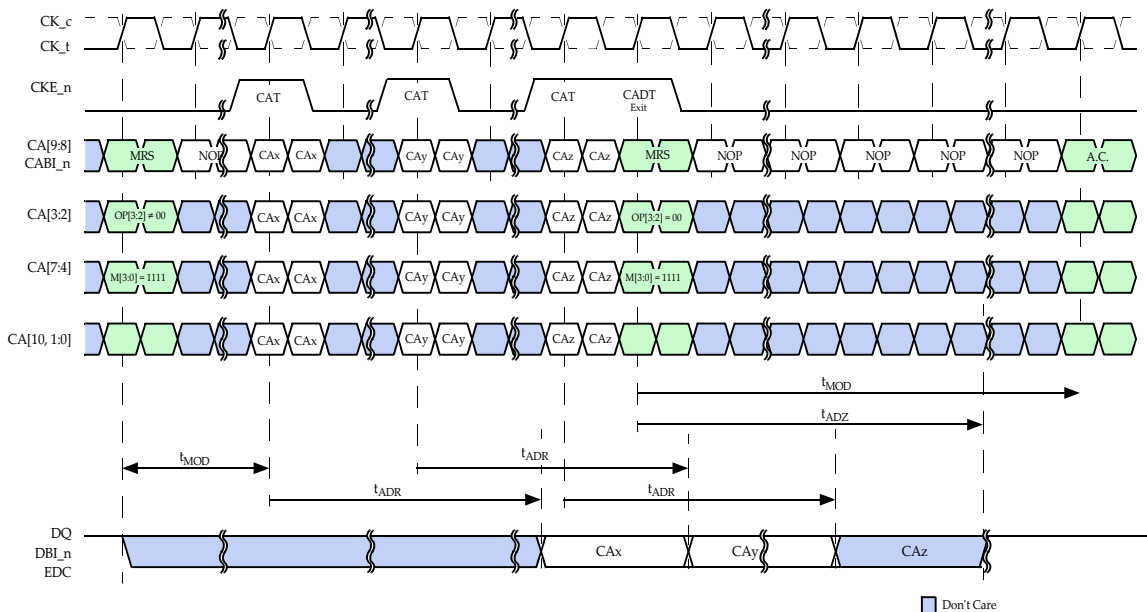 CK_c
CK_t
CKE_n CAT CAT CAT CADT
Exit
CA[9:8]
CABI_n
MRS NOP CAx CAx CAy CAy CAz CAz MRS NOP NOP NOP NOP NOP A.C.
CA[3:2] OP[3:2] ≠ 00 CAx CAx CAy CAy CAz CAz OP[3:2] = 00
CA[7:4] M[3:0] = 1111 CAx CAx CAy CAy CAz CAz M[3:0] = 1111
CA[10, 1:0] CAx CAx CAy CAy CAz CAz
tMOD
tADZ
tMOD tADR
tADR tADR
DQ
DBI_n CAx CAy CAz
EDC
Don't Care